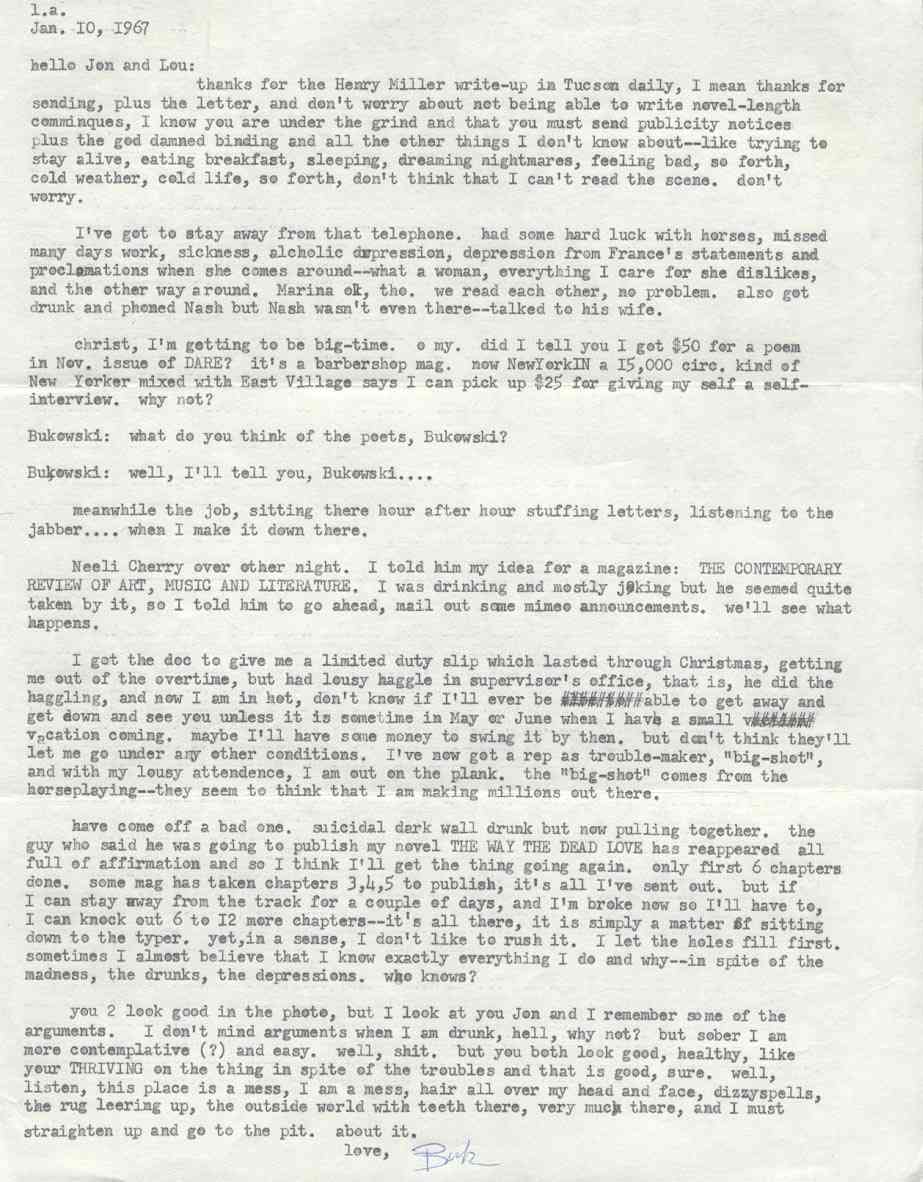 l.a.
Jan. 10, 1967
hello Jon and Lou:
thanks for the Henry Miller write-up in Tucson daily, I mean thanks for
sending, plus the letter, and don't worry about not being able to write novel-length
comminques, I know you are under the grind and that you must send publicity notices
plus the god damned binding and all the other things I don't know about--like trying to
stay alive, eating breakfast, sleeping, dreaming nightmares, feeling bad, so forth,
cold weather, cold life, so forth, don't think that I can't read the scene. don't
worry.
I've got to stay away from that telephone. had some hard luck with horses, missed
many days work, sickness, alcholic depression, depression from France's statements and
proclamations when she comes around--what a woman, everything I care for she dislikes,
and the other way around. Marina ok, tho. we read each other, no problem. also got
drunk and phoned Nash but Nash wasn't even there--talked to his wife.
christ, I'm getting to be big-time. o my. did I tell you I got $50 for a poem
in Nov. issue of DARE? it's a barbershop mag. now NewYorkIN a 15,000 circ. kind of
New Yorker mixed with East Village says I can pick up $25 for giving my self a self-
interview. why not?
Bukowski: what do you think of the poets, Bukowski?
Bukowski: well, I'll tell you, Bukowski....
meanwhile the job, sitting there hour after hour stuffing letters, listening to the
jabber.... when I make it down there.
Neeli Cherry over other night. I told him my idea for a magazine: THE CONTEMPORARY
REVIEW OF ART, MUSIC AND LITERATURE. I was drinking and mostly joking but he seemed quite
taken by it, so I told him to go ahead, mail out some mimeo announcements. we'll see what
happens.
I got the doc to give me a limited duty slip which lasted through Christmas, getting
me out of the overtime, but had lousy haggle in supervisor's office, that is, he did the
haggling, and now I am in hot, don't know if I'll ever be able to get away and
get down and see you unless it is sometime in May or June when I have a small
vacation coming. maybe I'll have some money to swing it by then. but don't think they'll
let me go under any other conditions. I've now got a rep as trouble-maker, "big-shot",
and with my lousy attendence, I am out on the plank. the "big-shot" comes from the
horseplaying--they seem to think that I am making millions out there.
have come off a bad one. suicidal dark wall drunk but now pulling together. the
guy who said he was going to publish my novel THE WAY THE DEAD LOVE has reappeared all
full of affirmation and so I think I'll get the thing going again. only first 6 chapters
done. some mag has taken chapters 3,4,5 to publish, it's all I've sent out. but if
I can stay away from the track for a couple of days, and I'm broke now so I'll have to,
I can knock out 6 to 12 more chapters--it's all there, it is simply a matter of sitting
down to the typer. yet,in a sense, I don't like to rush it. I let the holes fill first.
sometimes I almost believe that I know exactly everything I do and why--in spite of the
madness, the drunks, the depressions. who knows?
you 2 look good in the photo, but I look at you Jon and I remember some of the
arguments. I don't mind arguments when I am drunk, hell, why not? but sober I am
more contemplative (?) and easy. well, shit. but you both look good, healthy, like
your THRIVING on the thing in spite of the troubles and that is good, sure. well,
listen, this place is a mess, I am a mess, hair all over my head and face, dizzyspells,
the rug leering up, the outside world with teeth there, very much there, and I must
straighten up and go to the pit. about it.
love, Buk